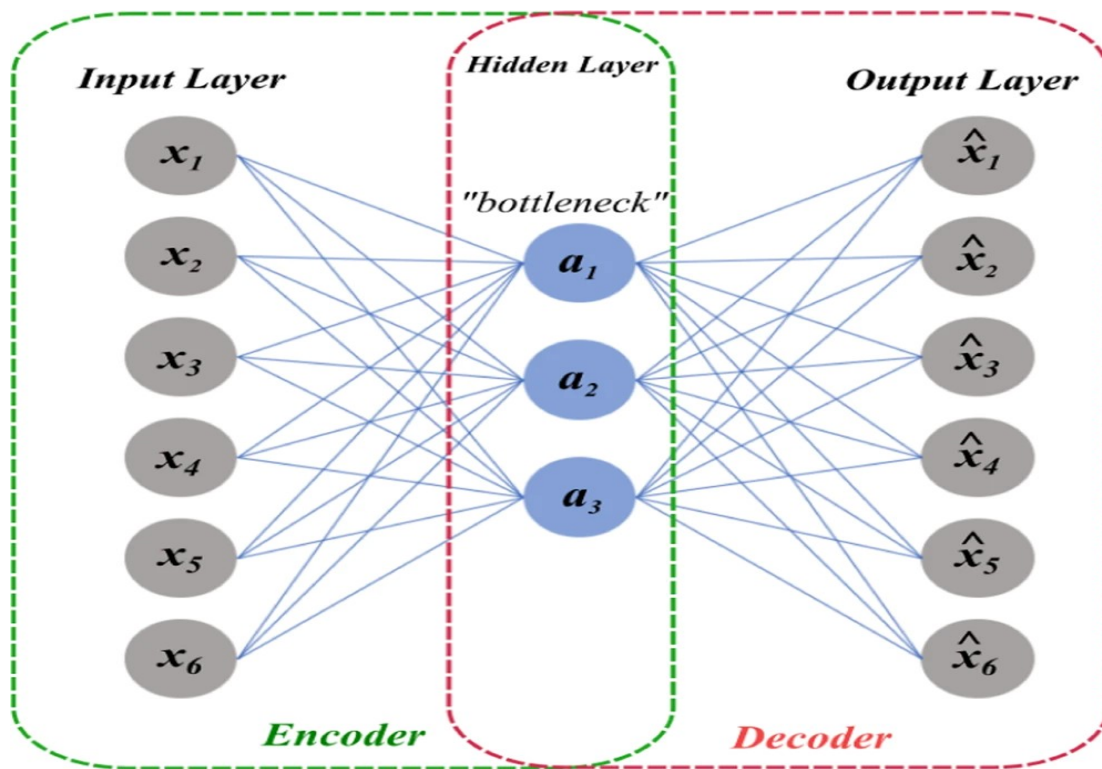 Input Layer
Hidden Layer
Output Layer
x₁
x₂
x₃
x₄
x₅
x₆
"bottleneck"
a₁
a₂
a₃
x̂₁
x̂₂
x̂₃
x̂₄
x̂₅
x̂₆
Encoder
Decoder